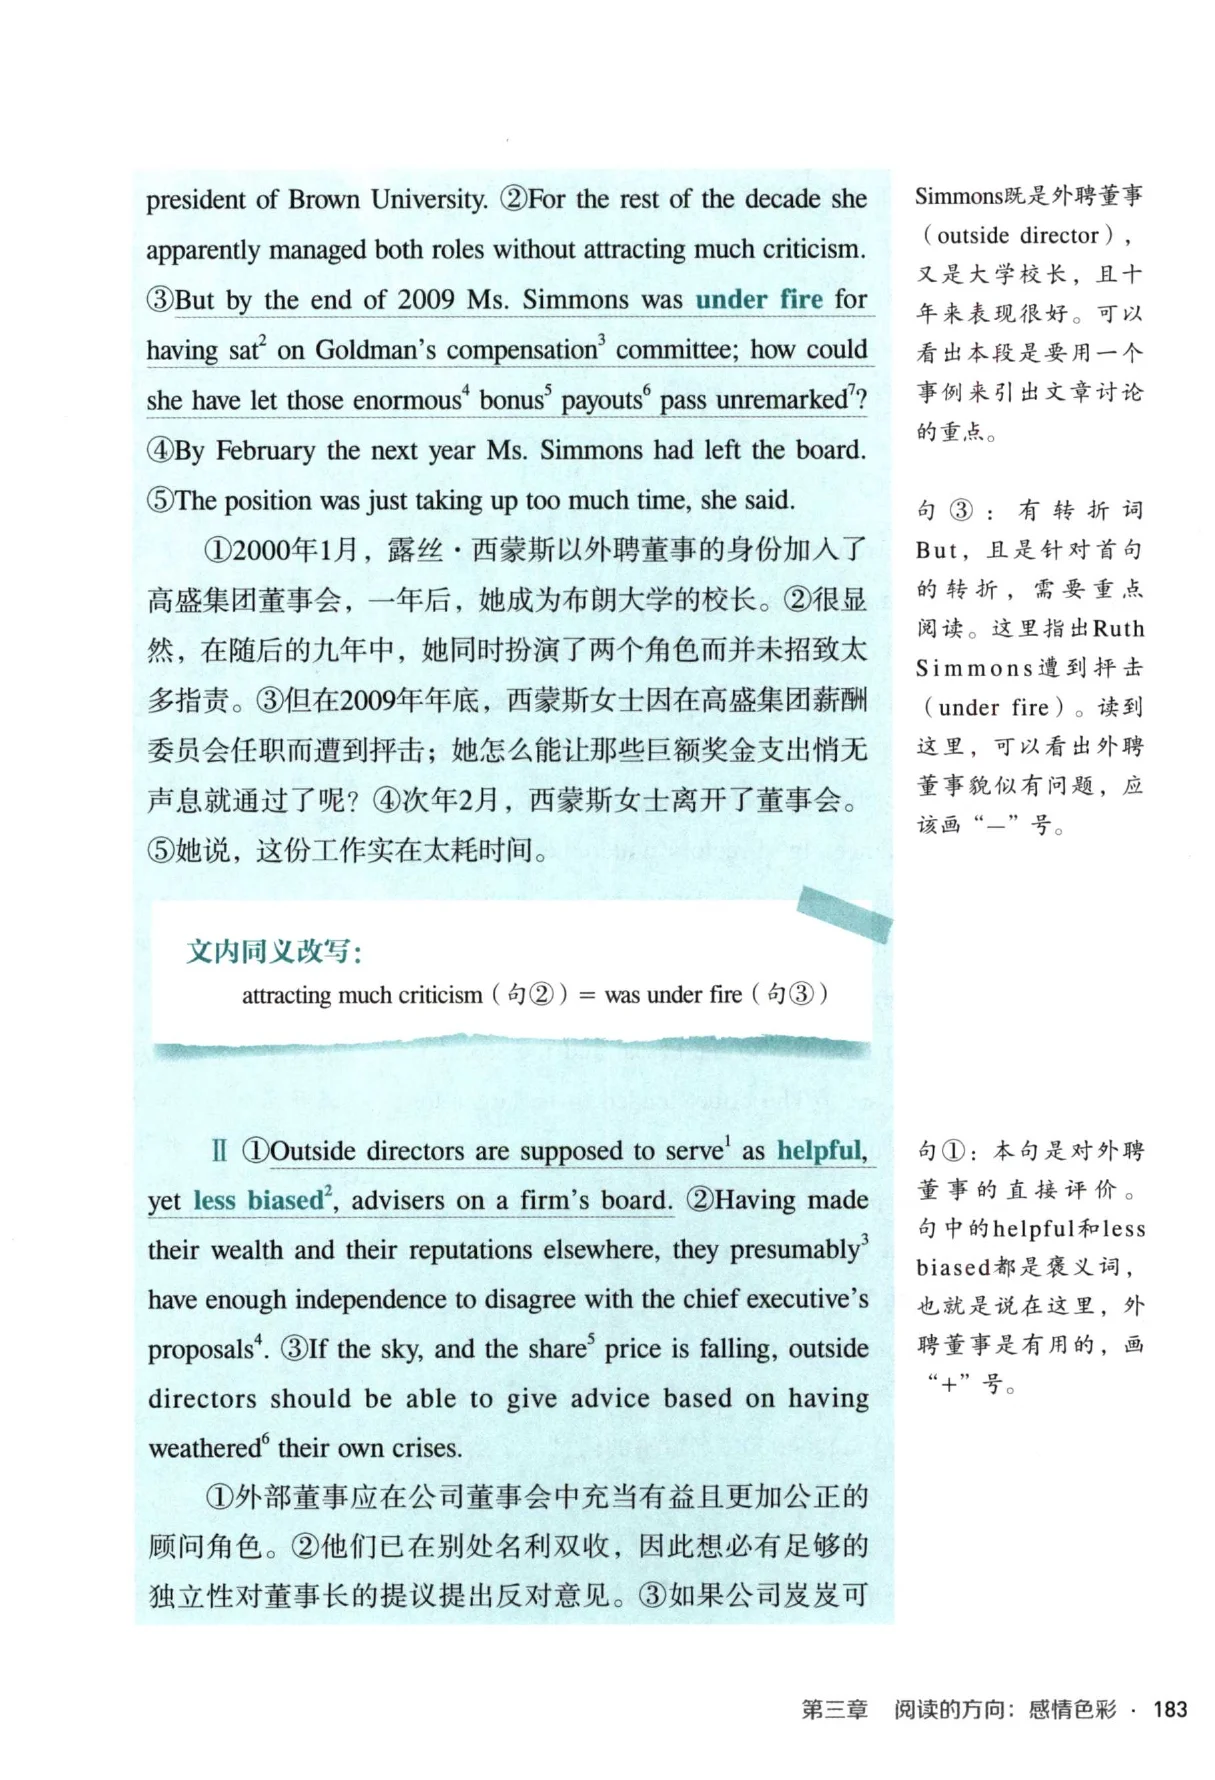 president of Brown University. ②For the rest of the decade she
apparently managed both roles without attracting much criticism.
③But by the end of 2009 Ms. Simmons was under fire for
having sat² on Goldman's compensation³ committee; how could
she have let those enormous⁴ bonus⁵ payouts⁶ pass unremarked⁷?
④By February the next year Ms. Simmons had left the board.
⑤The position was just taking up too much time, she said.
①2000年1月，露丝·西蒙斯以外聘董事的身份加入了
高盛集团董事会，一年后，她成为布朗大学的校长。②很显
然，在随后的九年中，她同时扮演了两个角色而并未招致太
多指责。③但在2009年年底，西蒙斯女士因在高盛集团薪酬
委员会任职而遭到抨击；她怎么能让那些巨额奖金支出悄无
声息就通过了呢？④次年2月，西蒙斯女士离开了董事会。
⑤她说，这份工作实在太耗时间。
Simmons既是外聘董事
（outside director），
又是大学校长，且十
年来表现很好。可以
看出本段是要用一个
事例来引出文章讨论
的重点。
句③：有转折词
But，且是针对首句
的转折，需要重点
阅读。这里指出Ruth
Simmons遭到抨击
（under fire）。读到
这里，可以看出外聘
董事貌似有问题，应
该画“—”号。
文内同义改写：
attracting much criticism（句②）= was under fire（句③）
Ⅱ ①Outside directors are supposed to serve¹ as helpful,
yet less biased², advisers on a firm's board. ②Having made
their wealth and their reputations elsewhere, they presumably³
have enough independence to disagree with the chief executive's
proposals⁴. ③If the sky, and the share⁵ price is falling, outside
directors should be able to give advice based on having
weathered⁶ their own crises.
①外部董事应在公司董事会中充当有益且更加公正的
顾问角色。②他们已在别处名利双收，因此想必有足够的
独立性对董事长的提议提出反对意见。③如果公司岌岌可
句①：本句是对外聘
董事的直接评价。
句中的helpful和less
biased都是褒义词，
也就是说在这里，外
聘董事是有用的，画
“+”号。
第三章 阅读的方向：感情色彩 · 183